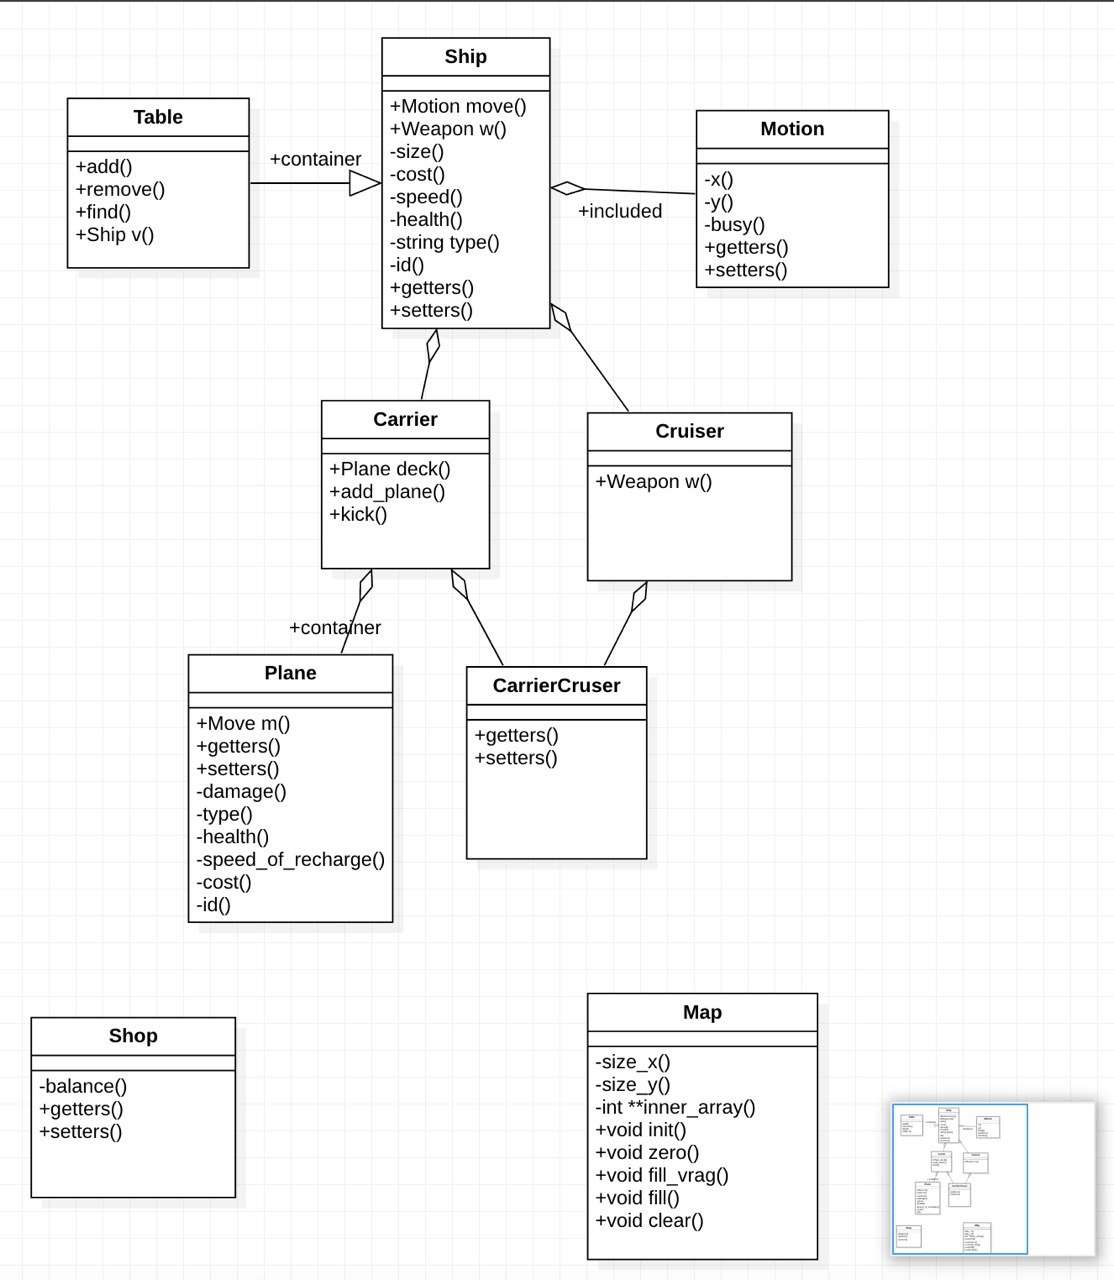 Ship
+Motion move()
+Weapon w()
-size()
-cost()
-speed()
-health()
-string type()
-id()
+getters()
+setters()
Table
+add()
+remove()
+find()
+Ship v()
+container
Motion
-x()
-y()
-busy()
+getters()
+setters()
+included
Carrier
+Plane deck()
+add_plane()
+kick()
Cruiser
+Weapon w()
+container
Plane
+Move m()
+getters()
+setters()
-damage()
-type()
-health()
-speed_of_recharge()
-cost()
-id()
CarrierCruser
+getters()
+setters()
Shop
-balance()
+getters()
+setters()
Map
-size_x()
-size_y()
-int **inner_array()
+void init()
+void zero()
+void fill_vrag()
+void fill()
+void clear()